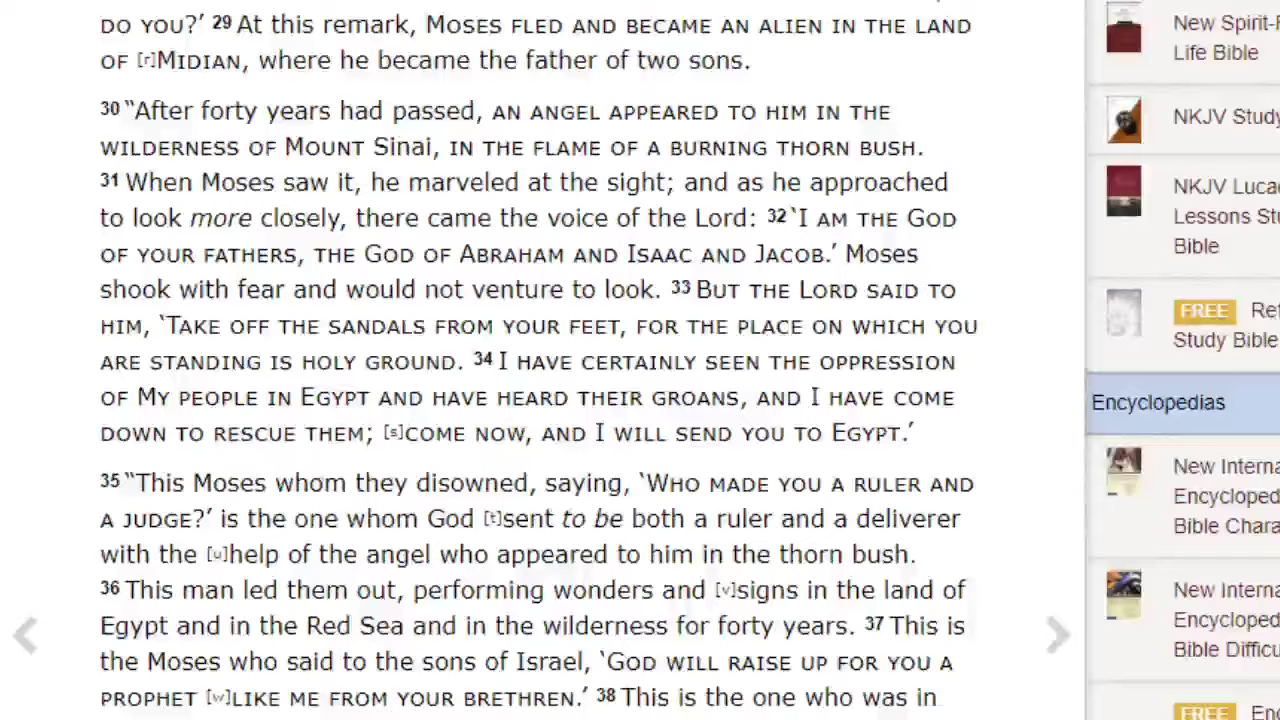 DO YOU?’ 29 At this remark, MOSES FLED AND BECAME AN ALIEN IN THE LAND
OF [r]MIDIAN, where he became the father of two sons.
30 “After forty years had passed, AN ANGEL APPEARED TO HIM IN THE
WILDERNESS OF MOUNT Sinai, IN THE FLAME OF A BURNING THORN BUSH.
31 When Moses saw it, he marveled at the sight; and as he approached
to look more closely, there came the voice of the Lord: 32 ‘I AM THE GOD
OF YOUR FATHERS, THE GOD OF ABRAHAM AND ISAAC AND JACOB.’ Moses
shook with fear and would not venture to look. 33 BUT THE LORD SAID TO
HIM, ‘TAKE OFF THE SANDALS FROM YOUR FEET, FOR THE PLACE ON WHICH YOU
ARE STANDING IS HOLY GROUND. 34 I HAVE CERTAINLY SEEN THE OPPRESSION
OF MY PEOPLE IN EGYPT AND HAVE HEARD THEIR GROANS, AND I HAVE COME
DOWN TO RESCUE THEM; [s]COME NOW, AND I WILL SEND YOU TO EGYPT.’
35 “This Moses whom they disowned, saying, ‘WHO MADE YOU A RULER AND
A JUDGE?’ is the one whom God [t]sent to be both a ruler and a deliverer
with the [u]help of the angel who appeared to him in the thorn bush.
36 This man led them out, performing wonders and [v]signs in the land of
Egypt and in the Red Sea and in the wilderness for forty years. 37 This is
the Moses who said to the sons of Israel, ‘GOD WILL RAISE UP FOR YOU A
PROPHET [w]LIKE ME FROM YOUR BRETHREN.’ 38 This is the one who was in
New Spirit-F
Life Bible
NKJV Study
NKJV Luca
Lessons Stu
Bible
FREE Ref
Study Bible
Encyclopedias
New Interna
Encycloped
Bible Chara
New Interna
Encycloped
Bible Difficu
FREE Enc